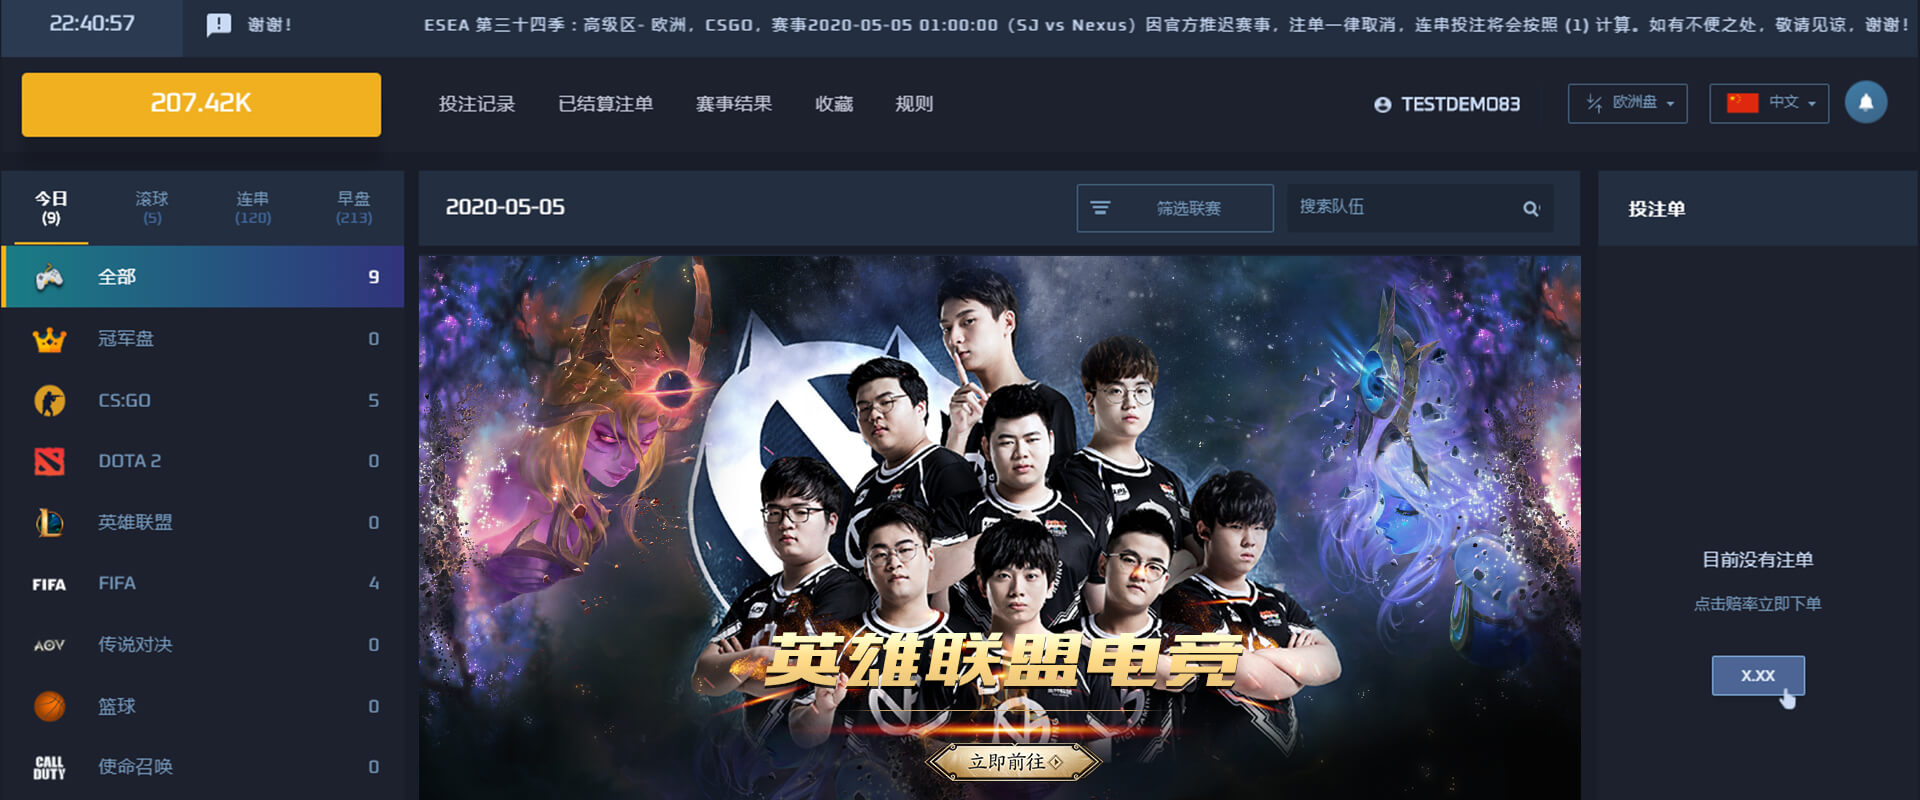 22:40:57
谢谢!
ESEA 第三十四季：高级区- 欧洲，CSGO，赛事2020-05-05 01:00:00（SJ vs Nexus）因官方推迟赛事，注单一律取消，连串投注将会按照 (1) 计算。如有不便之处，敬请见谅，谢谢!
207.42K
投注记录 已结算注单 赛事结果 收藏 规则
TESTDEMO83
欧洲盘
中文
今日 滚球 连串 早盘
(9) (5) (120) (213)
2020-05-05
筛选联赛
搜索队伍
投注单
全部 9
冠军盘 0
CS:GO 5
DOTA 2 0
英雄联盟 0
FIFA FIFA 4
AOV 传说对决 0
篮球 0
CALL DUTY 使命召唤 0
英雄联盟电竞
立即前往
目前没有注单
点击赔率立即下单
X.XX